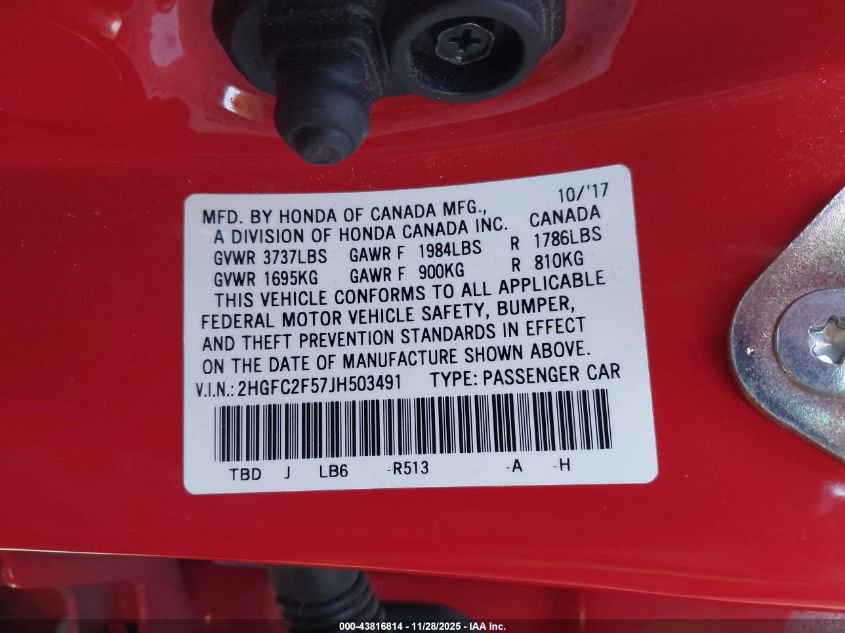 10/'17
MFD. BY HONDA OF CANADA MFG.,
A DIVISION OF HONDA CANADA INC. CANADA
GVWR 3737LBS GAWR F 1984LBS R 1786LBS
GVWR 1695KG GAWR F 900KG R 810KG
THIS VEHICLE CONFORMS TO ALL APPLICABLE
FEDERAL MOTOR VEHICLE SAFETY, BUMPER,
AND THEFT PREVENTION STANDARDS IN EFFECT
ON THE DATE OF MANUFACTURE SHOWN ABOVE.
V.I.N.: 2HGFC2F57JH503491 TYPE: PASSENGER CAR
TBD J LB6 -R513 -A -H
000-43816814 - 11/28/2025 - IAA Inc.